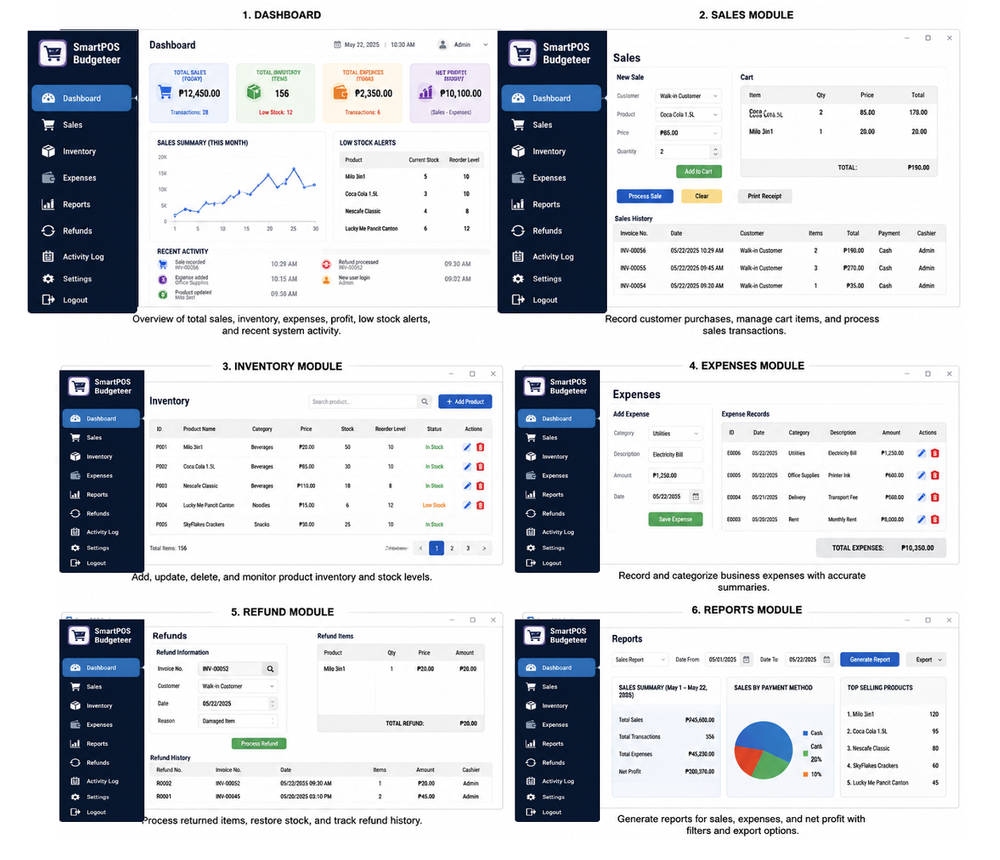 1. DASHBOARD
SmartPOS
Budgeteer
Dashboard
Sales
Inventory
Expenses
Reports
Refunds
Activity Log
Settings
Logout
Dashboard
May 22, 2025 | 10:30 AM
Admin
TOTAL SALES
(TODAY)
₱12,450.00
Transactions: 28
TOTAL INVENTORY
ITEMS
156
Low Stock: 12
TOTAL EXPENCES
₱2,350.00
Transactions: 6
NET
₱10,100.00
(Sales - Expenses)
SALES SUMMARY (THIS MONTH)
20K
15K
10K
5K
0
1 5 10 15 20 25 30
LOW STOCK ALERTS
Product Current Stock Reorder Level
Milo 3in1 5 10
Coca Cola 1.5L 3 10
Nescafe Classic 4 8
Lucky Me Pancit Canton 6 12
RECENT ACTIVITY
Sale recorded
INV-00056
10:29 AM
Expense added
Office Supplies
10:15 AM
Product updated
Milo 3in1
09:58 AM
Refund processed
INV-00052
09.30 AM
New user login
Admin
09.02 AM
Overview of total sales, inventory, expenses, profit, low stock alerts,
and recent system activity.
2. SALES MODULE
SmartPOS
Budgeteer
Dashboard
Sales
Inventory
Expenses
Reports
Refunds
Activity Log
Settings
Logout
Sales
New Sale
Customer Walk-in Customer
Product Coca Cola 1.5L
Price ₱85.00
Quantity 2
Add to Cart
Process Sale
Clear
Print Receipt
Cart
Item Qty Price Total
Coca 2 85.00 178.00
Milo 3in1 1 20.00 20.00
TOTAL: ₱190.00
Sales History
Invoice No. Date Customer Items Total Payment Cashier
INV-00056 05/22/2025 10.29 AM Walk-in Customer 2 ₱190.00 Cash Admin
INV-00055 05/22/2025 09:45 AM Walk-in Customer 3 ₱270.00 Cash Admin
INV-00054 05/22/2025 09:20 AM Walk-in Customer 1 ₱35.00 Cash Admin
Record customer purchases, manage cart items, and process
sales transactions.
3. INVENTORY MODULE
SmartPOS
Budgeteer
Dashboard
Sales
Inventory
Expenses
Reports
Refunds
Activity Log
Settings
Logout
Inventory
Search product...
+ Add Product
ID Product Name Category Price Stock Reorder Level Status Actions
P001 Milo 3in1 Beverages ₱20.00 50 10 In Stock
P002 Coca Cola 1.5L Beverages ₱85.00 30 10 In Stock
P003 Nescafe Classic Beverages ₱110.00 18 8 In Stock
P004 Lucky Me Pancit Canton Noodles ₱15.00 6 12 Low Stock
P005 SkyFlakes Crackers Snacks ₱30.00 25 10 In Stock
Total Items: 156
< 1 2 3 >
Add, update, delete, and monitor product inventory and stock levels.
4. EXPENSES MODULE
SmartPOS
Budgeteer
Dashboard
Sales
Inventory
Expenses
Reports
Refunds
Activity Log
Settings
Logout
Expenses
Add Expense
Category Utilities
Description Electricity Bill
Amount ₱1,250.00
Date 05/22/2055
Save Expense
Expense Records
ID Date Category Description Amount Actions
E0006 05/22/2025 Utilities Electricity Bill ₱1,250.00
E0005 05/22/2025 Office Supplies Printer Ink ₱600.00
E0004 05/21/2025 Delivery Transport Fee ₱560.00
E0003 05/20/2025 Rent Monthly Rent ₱8,000.00
TOTAL EXPENSES: ₱10,350.00
Record and categorize business expenses with accurate
summaries.
5. REFUND MODULE
SmartPOS
Budgeteer
Dashboard
Sales
Inventory
Expenses
Reports
Refunds
Activity Log
Settings
Logout
Refunds
Refund Information
Invoice No. INV-00052
Customer Walk-in Customer
Date 05/22/2025
Reason Damaged Item
Process Refund
Refund Items
Product Qty Price Amount
Milo 3in1 1 ₱20.00 ₱20.00
TOTAL REFUND: ₱20.00
Refund History
Refund No. Invoice No. Date Items Amount Cashier
R0002 INV-00052 05/22/2035 09:30 AM 1 ₱20.00 Admin
R0001 INV-00045 05/20/2025 03:10 PM 2 ₱45.00 Admin
Process returned items, restore stock, and track refund history.
6. REPORTS MODULE
SmartPOS
Budgeteer
Dashboard
Sales
Inventory
Expenses
Reports
Refunds
Activity Log
Settings
Logout
Reports
Sales Report
Date From 05/01/2025
Date To 05/22/2025
Generate Report
Export
SALES SUMMARY (May 1 – May 22,
2035)
Total Sales ₱745,600.00
Total Transactions 356
Total Expenses ₱45,230.00
Net Profit ₱200,370.00
SALES BY PAYMENT METHOD
Cash
20%
10%
TOP SELLING PRODUCTS
1. Milo 3in1 120
2. Coca Cola 1.5L 95
3. Nescafe Classic 80
4. SkyFlakes Crackers 60
5. Lucky Me Pancit Canton 45
Generate reports for sales, expenses, and net profit with
filters and export options.